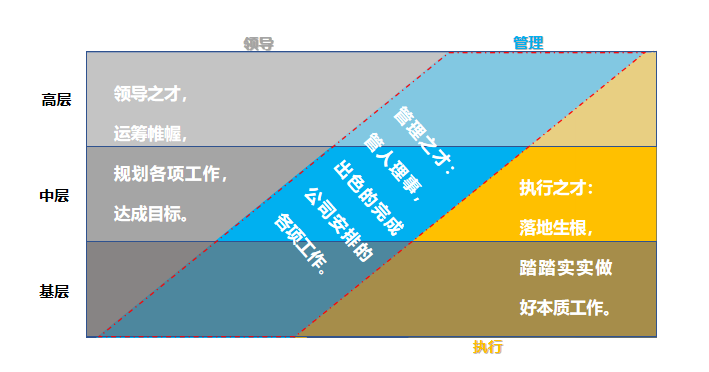 领导
管理
高层
领导之才，
运筹帷幄，
中层
规划各项工作，
达成目标。
管理之才：
管人理事，
出色的完成
公司安排的
各项工作。
执行之才：
落地生根，
基层
踏踏实实做
好本质工作。
执行